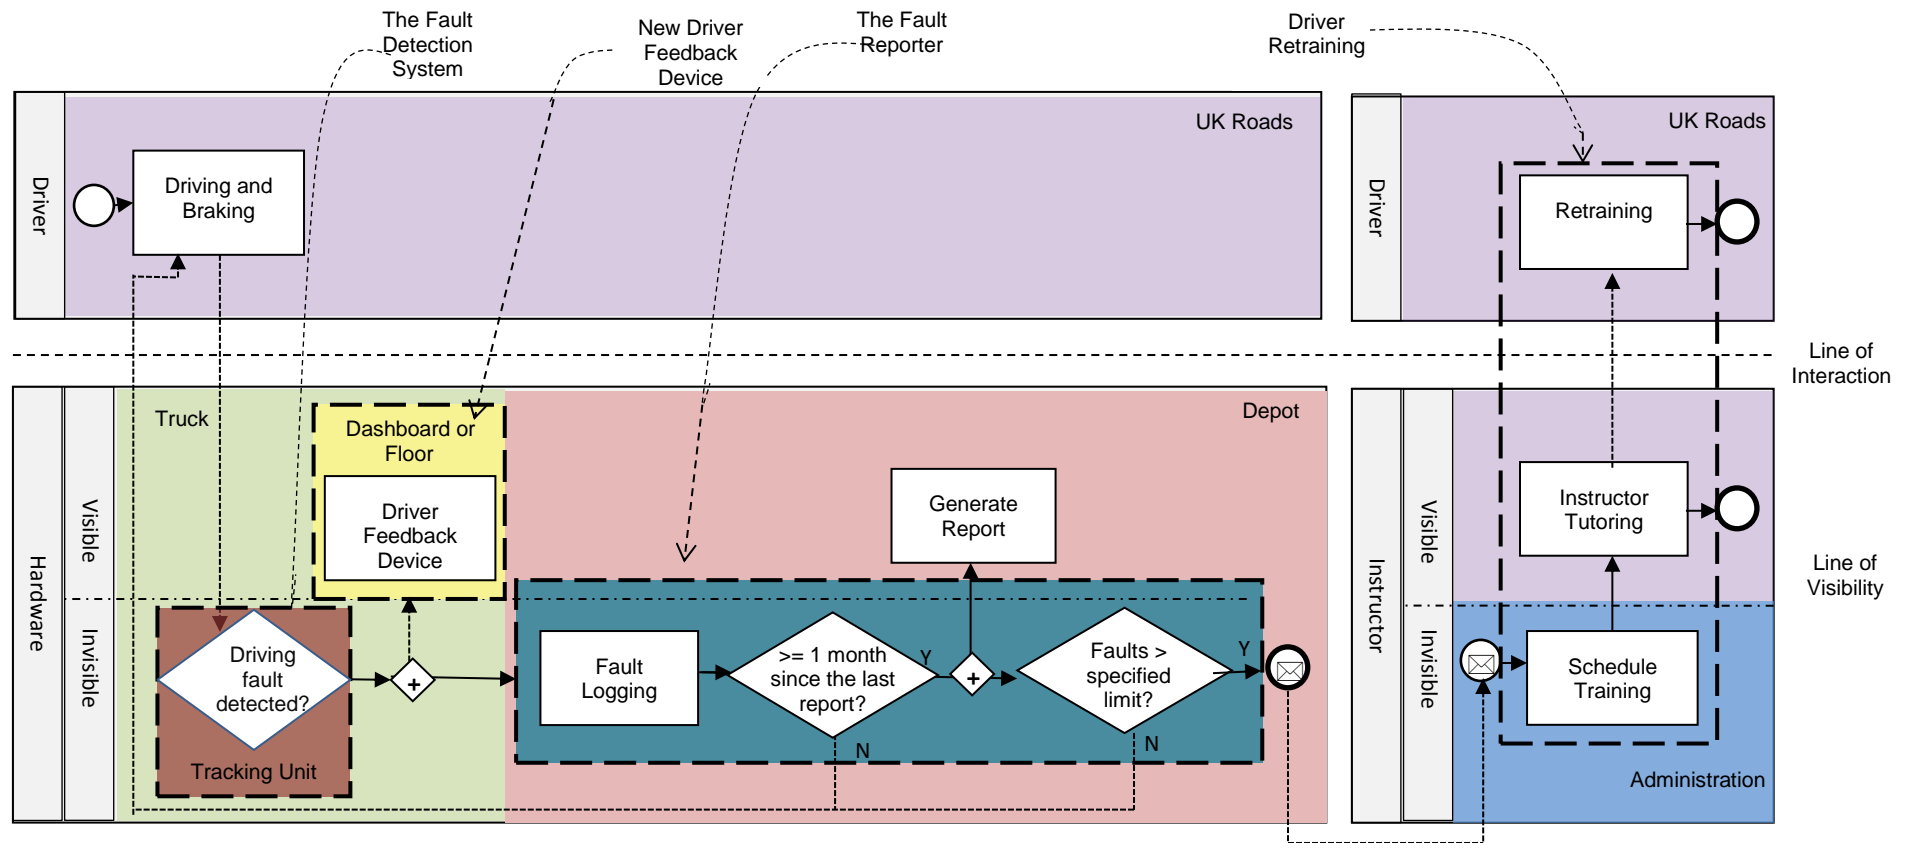 The Fault
Detection
System
New Driver
Feedback
Device
The Fault
Reporter
Driver
Retraining
UK Roads
Driver
Driving and
Braking
UK Roads
Driver
Retraining
Line of
Interaction
Truck
Dashboard or
Floor
Depot
Driver
Feedback
Device
Generate
Report
Visible
Hardware
Invisible
Driving
fault
detected?
Tracking Unit
+
Fault
Logging
>= 1 month
since the last
report?
Y
N
+
Faults >
specified
limit?
Y
N
Instructor
Visible
Invisible
Instructor
Tutoring
Line of
Visibility
Schedule
Training
Administration